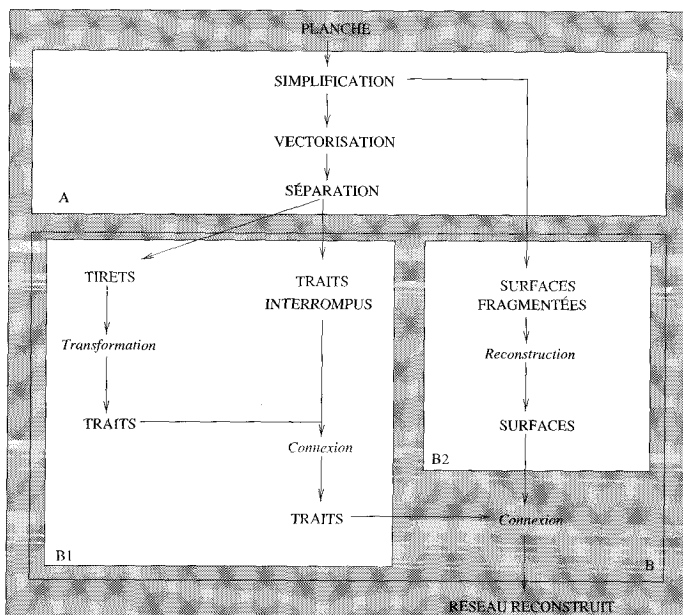 PLANCHE
SIMPLIFICATION
VECTORISATION
SÉPARATION
A
TIRETS
Transformation
TRAITS
TRAITS
INTERROMPUS
Connexion
TRAITS
B1
SURFACES
FRAGMENTÉES
Reconstruction
SURFACES
B2
Connexion
B
RÉSEAU RECONSTRUIT